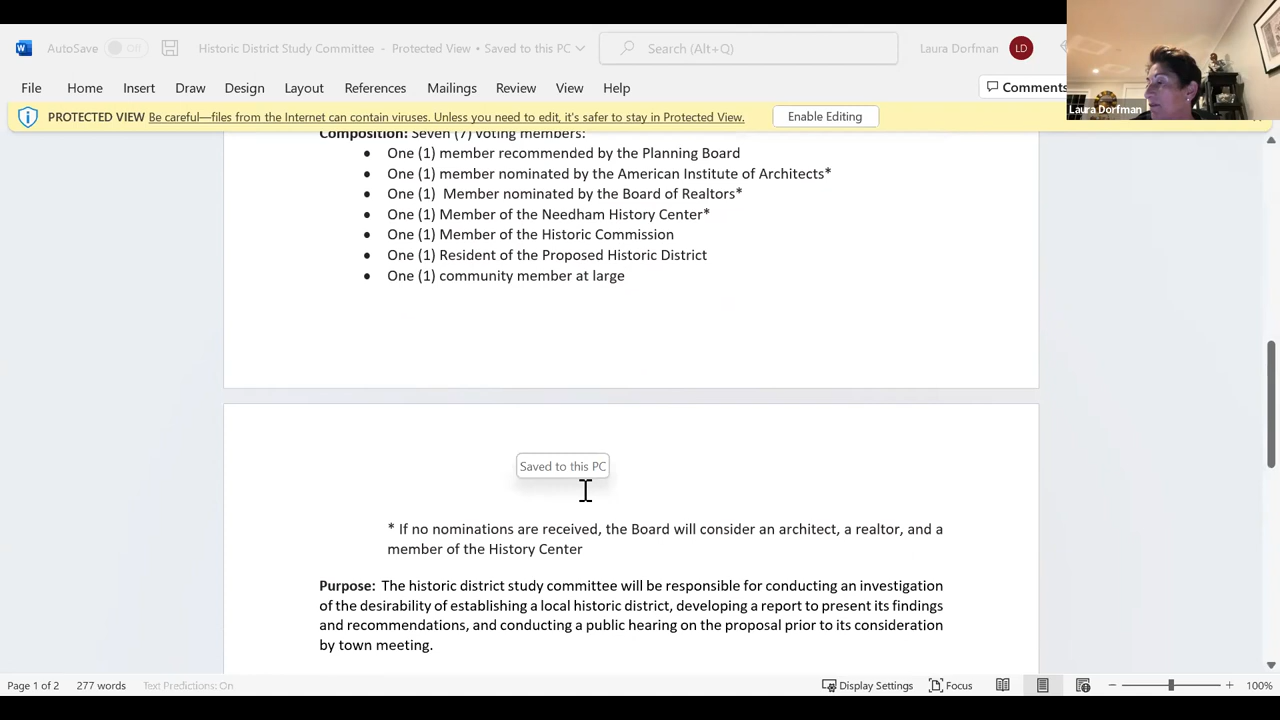 AutoSave Off Historic District Study Committee - Protected View • Saved to this PC Search (Alt+Q) Laura Dorfman LD
File Home Insert Draw Design Layout References Mailings Review View Help Comments
Laura Dorfman
PROTECTED VIEW Be careful—files from the Internet can contain viruses. Unless you need to edit, it's safer to stay in Protected View. Enable Editing
Composition: Seven (7) voting members:
• One (1) member recommended by the Planning Board
• One (1) member nominated by the American Institute of Architects*
• One (1) Member nominated by the Board of Realtors*
• One (1) Member of the Needham History Center*
• One (1) Member of the Historic Commission
• One (1) Resident of the Proposed Historic District
• One (1) community member at large
Saved to this PC
* If no nominations are received, the Board will consider an architect, a realtor, and a
member of the History Center
Purpose: The historic district study committee will be responsible for conducting an investigation
of the desirability of establishing a local historic district, developing a report to present its findings
and recommendations, and conducting a public hearing on the proposal prior to its consideration
by town meeting.
Page 1 of 2 277 words Text Predictions: On Display Settings Focus 100%